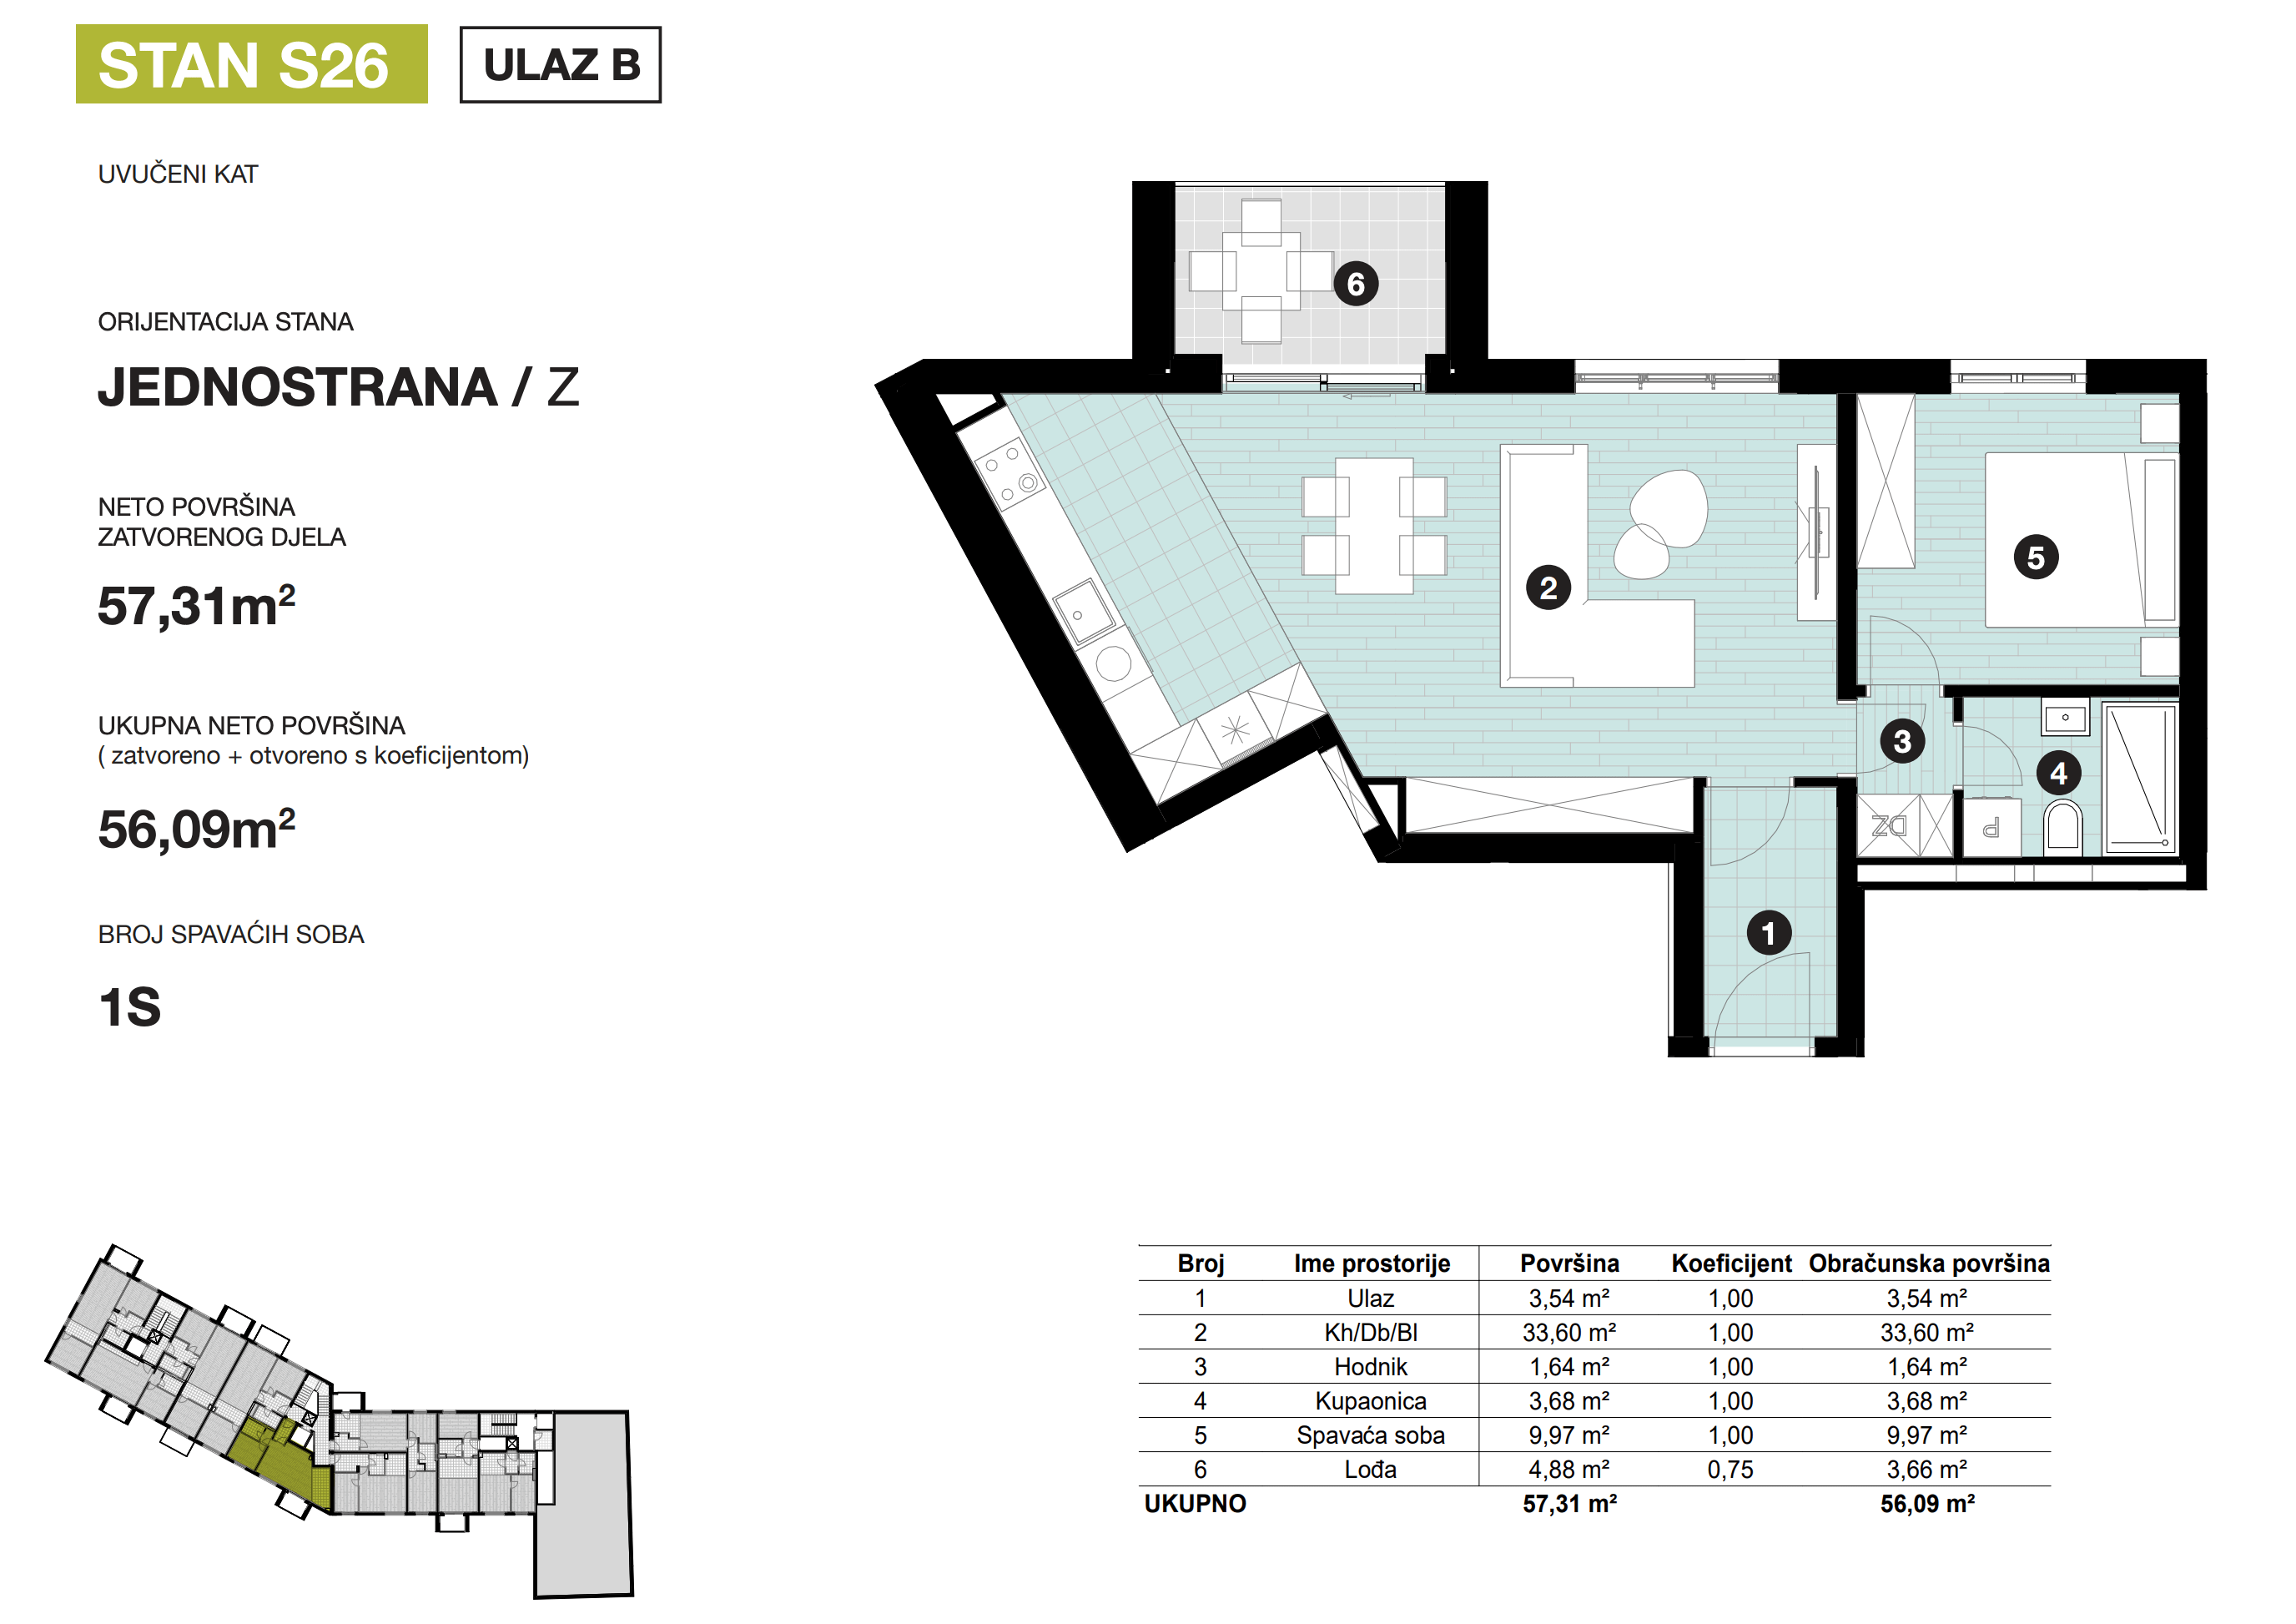 STAN S26
ULAZ B
UVUČENI KAT
ORIJENTACIJA STANA
JEDNOSTRANA / Z
NETO POVRŠINA
ZATVORENOG DJELA
57,31m²
UKUPNA NETO POVRŠINA
( zatvoreno + otvoreno s koeficijentom)
56,09m²
BROJ SPAVAĆIH SOBA
1S
6
5
2
3
4
DZ
P
1
Broj Ime prostorije Površina Koeficijent Obračunska površina
1 Ulaz 3,54 m² 1,00 3,54 m²
2 Kh/Db/Bl 33,60 m² 1,00 33,60 m²
3 Hodnik 1,64 m² 1,00 1,64 m²
4 Kupaonica 3,68 m² 1,00 3,68 m²
5 Spavaća soba 9,97 m² 1,00 9,97 m²
6 Lođa 4,88 m² 0,75 3,66 m²
UKUPNO 57,31 m² 56,09 m²